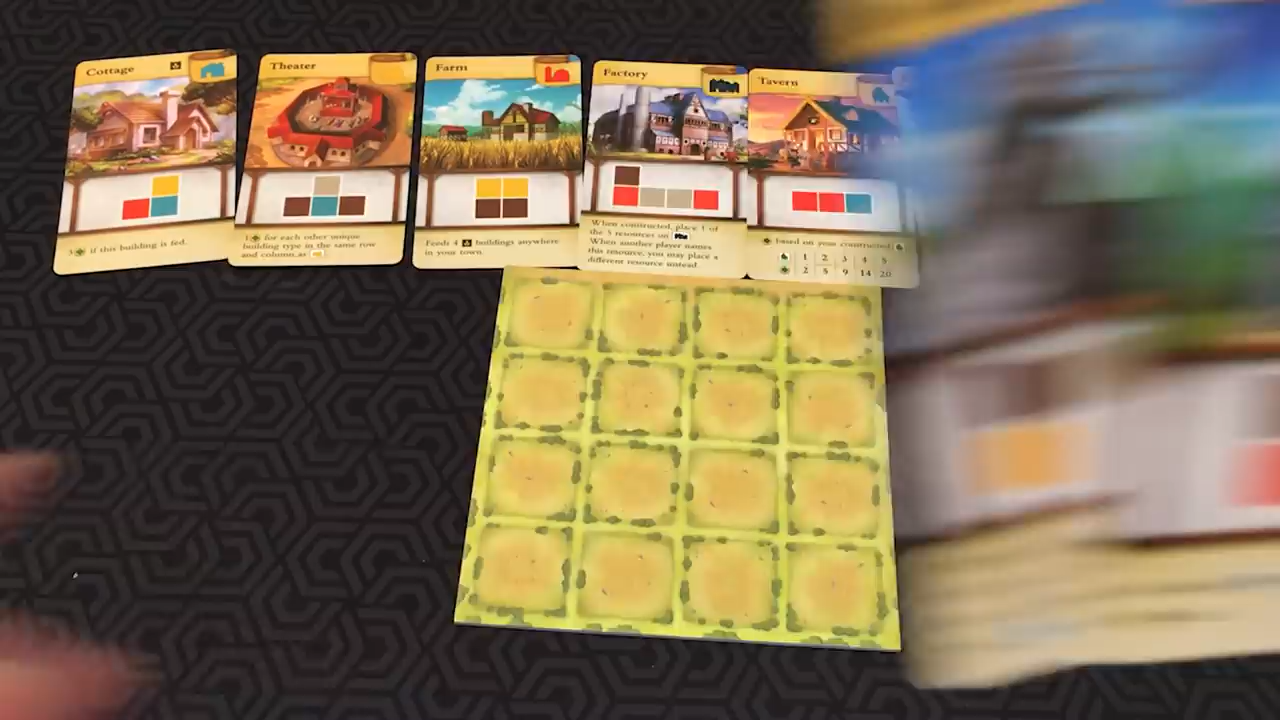 Cottage
3 if this building is fed.
Theater
1 for each other unique
building type in the same row
and column as
Farm
Feeds 4 buildings anywhere
in your town.
Factory
When constructed, place 1 of
the 5 resources on
When another player names
this resource, you may place a
different resource instead
Tavern
based on your constructed
1 2 3 4 5
2 5 9 14 20